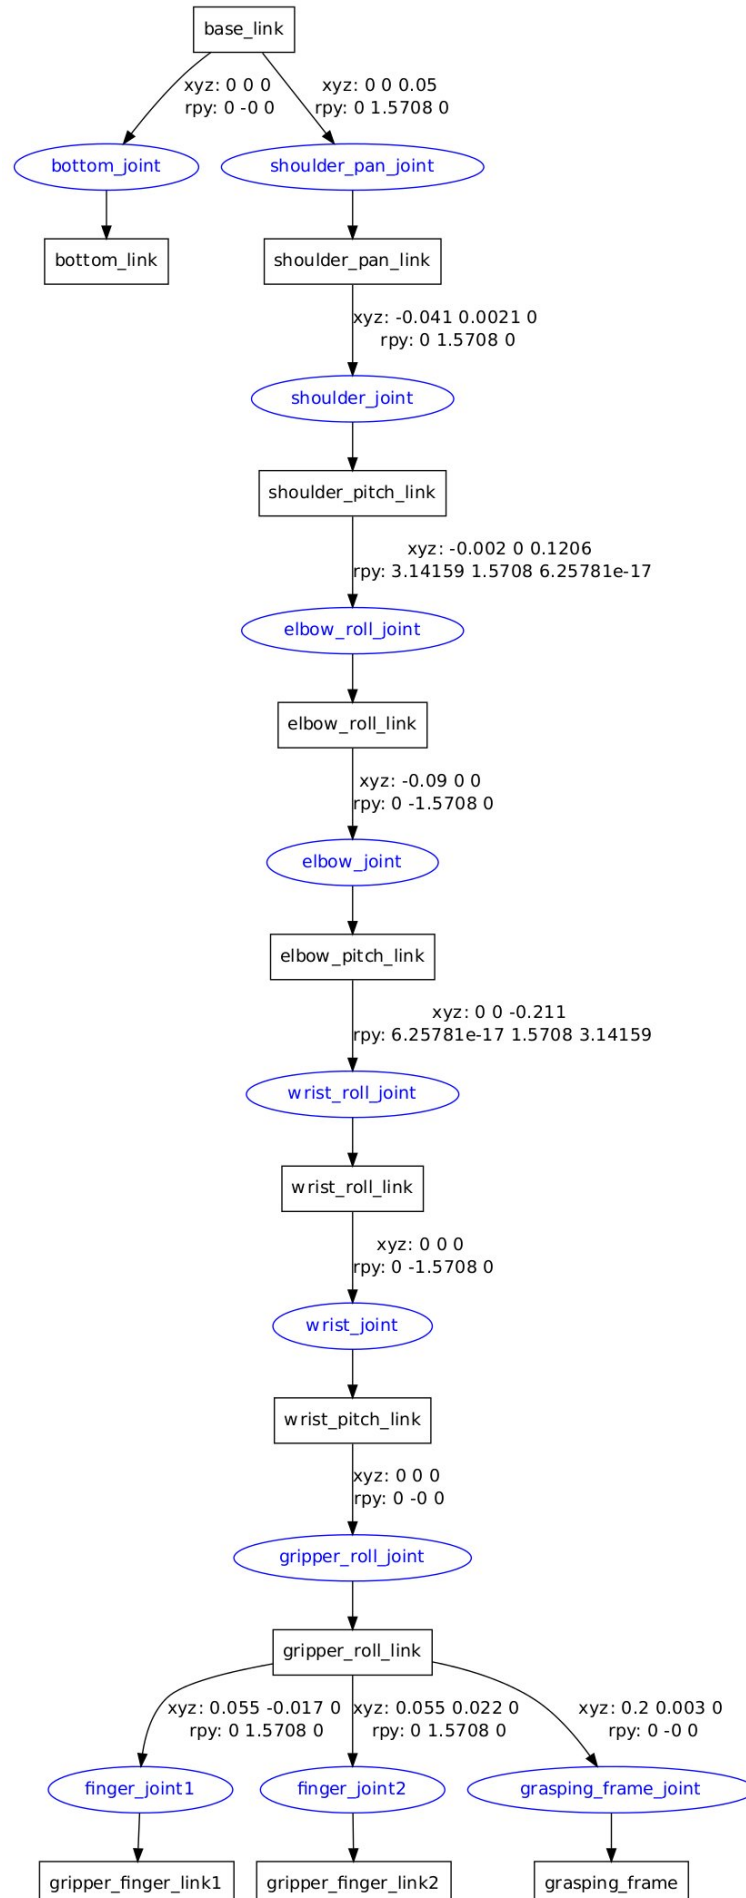 base_link
xyz: 0 0 0
rpy: 0 -0 0
xyz: 0 0 0.05
rpy: 0 1.5708 0
bottom_joint
shoulder_pan_joint
bottom_link
shoulder_pan_link
xyz: -0.041 0.0021 0
rpy: 0 1.5708 0
shoulder_joint
shoulder_pitch_link
xyz: -0.002 0 0.1206
rpy: 3.14159 1.5708 6.25781e-17
elbow_roll_joint
elbow_roll_link
xyz: -0.09 0 0
rpy: 0 -1.5708 0
elbow_joint
elbow_pitch_link
xyz: 0 0 -0.211
rpy: 6.25781e-17 1.5708 3.14159
wrist_roll_joint
wrist_roll_link
xyz: 0 0 0
rpy: 0 -1.5708 0
wrist_joint
wrist_pitch_link
xyz: 0 0 0
rpy: 0 -0 0
gripper_roll_joint
gripper_roll_link
xyz: 0.055 -0.017 0
rpy: 0 1.5708 0
xyz: 0.055 0.022 0
rpy: 0 1.5708 0
xyz: 0.2 0.003 0
rpy: 0 -0 0
finger_joint1
finger_joint2
grasping_frame_joint
gripper_finger_link1
gripper_finger_link2
grasping_frame